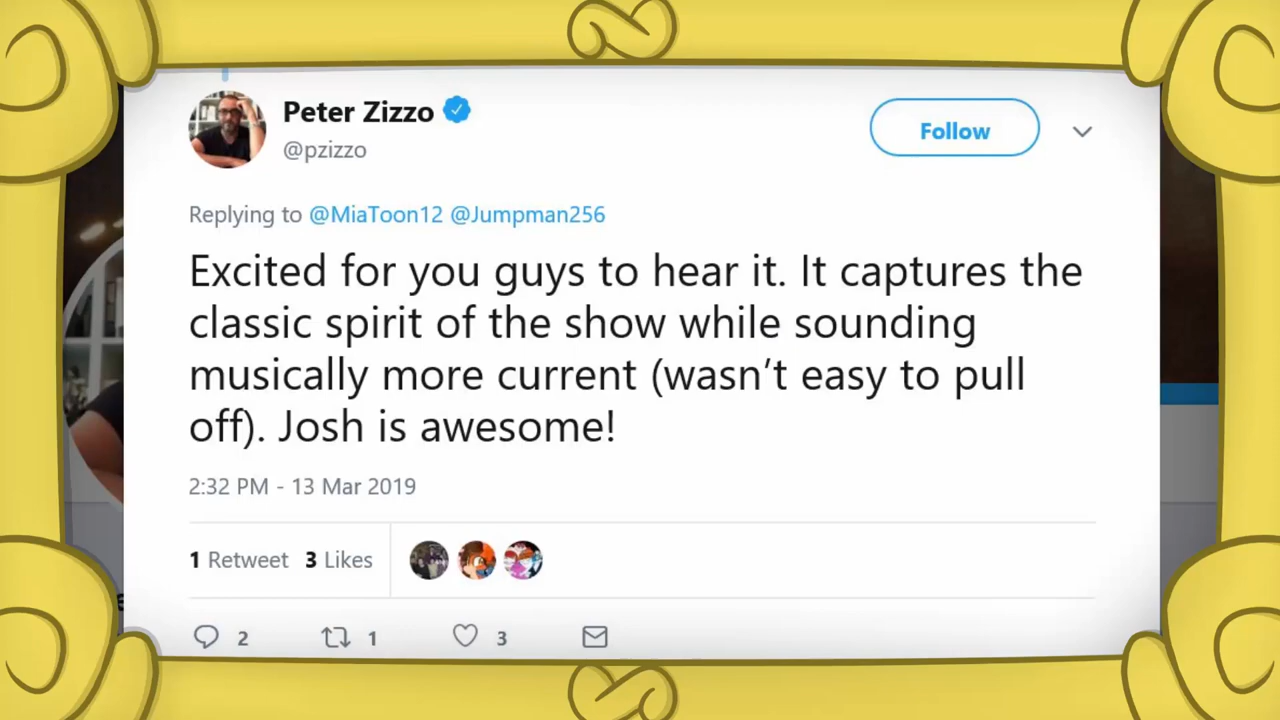 Peter Zizzo
@pzizzo
Follow
Replying to @MiaToon12 @Jumpman256
Excited for you guys to hear it. It captures the
classic spirit of the show while sounding
musically more current (wasn’t easy to pull
off). Josh is awesome!
2:32 PM - 13 Mar 2019
1 Retweet 3 Likes
2 1 3